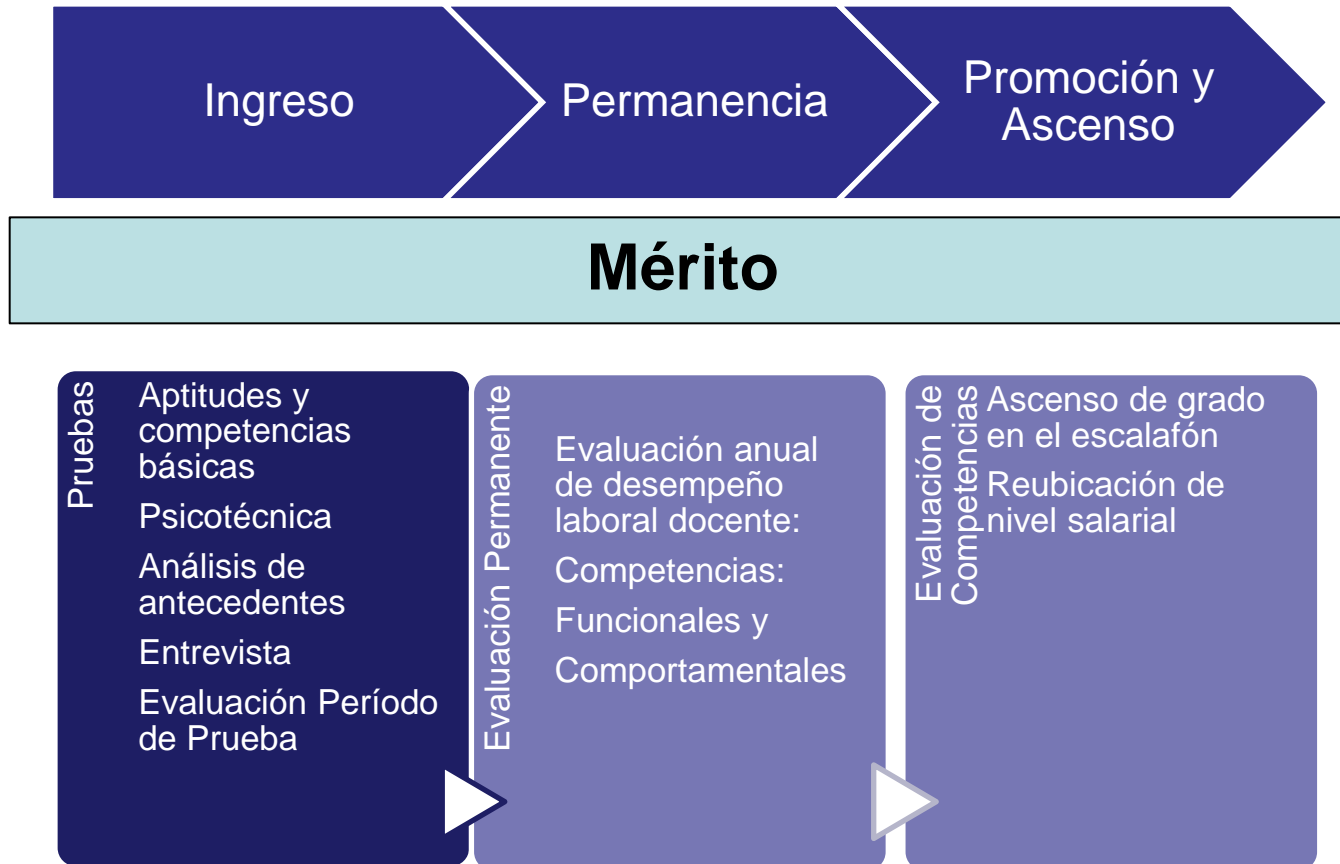 Ingreso
Permanencia
Promoción y
Ascenso
Mérito
Pruebas
Aptitudes y
competencias
básicas
Psicotécnica
Análisis de
antecedentes
Entrevista
Evaluación Período
de Prueba
Evaluación Permanente
Evaluación anual
de desempeño
laboral docente:
Competencias:
Funcionales y
Comportamentales
Evaluación de
Competencias
Ascenso de grado
en el escalafón
Reubicación de
nivel salarial